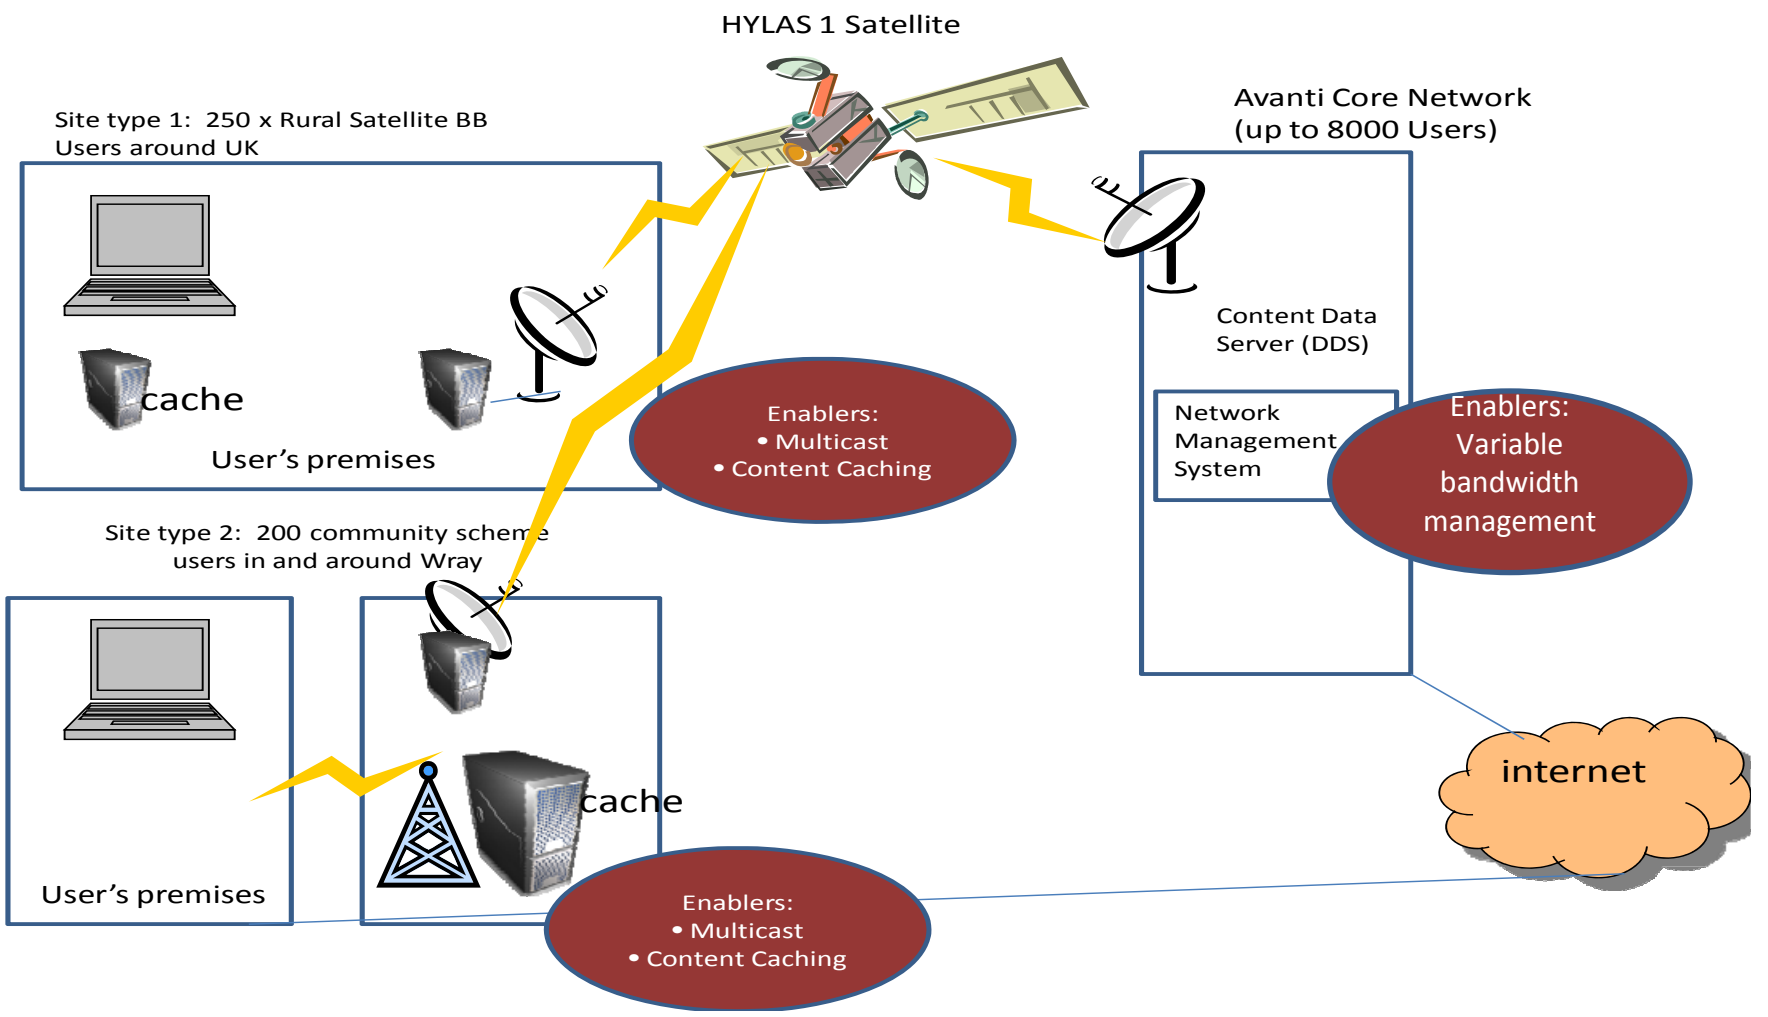 HYLAS 1 Satellite
Site type 1: 250 x Rural Satellite BB
Users around UK
Avanti Core Network
(up to 8000 Users)
cache
User’s premises
Enablers:
• Multicast
• Content Caching
Content Data
Server (DDS)
Network
Management
System
Enablers:
Variable
bandwidth
management
Site type 2: 200 community scheme
users in and around Wray
cache
User’s premises
Enablers:
• Multicast
• Content Caching
internet